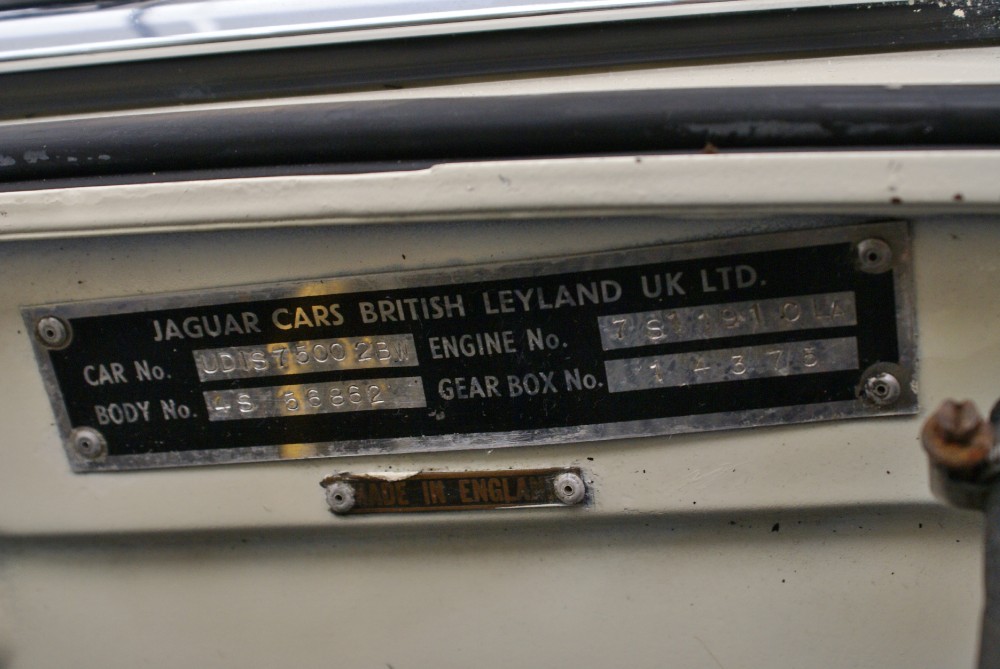 JAGUAR CARS BRITISH LEYLAND UK LTD.
CAR No. UD1S75002BW
BODY No. 4S 56862
ENGINE No. 7S11910LA
GEAR BOX No. 14375
MADE IN ENGLAND